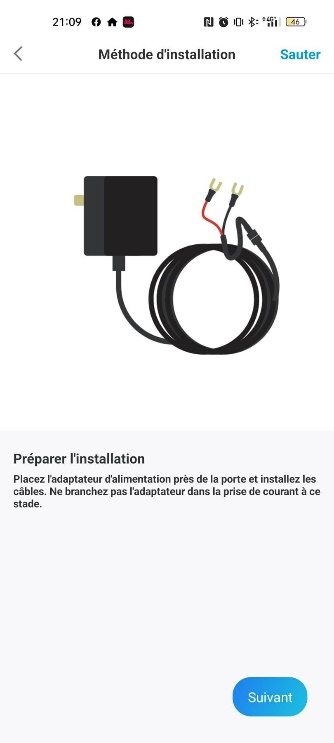 21:09
46
Méthode d'installation
Sauter
Préparer l'installation
Placez l'adaptateur d'alimentation près de la porte et installez les
câbles. Ne branchez pas l'adaptateur dans la prise de courant à ce
stade.
Suivant